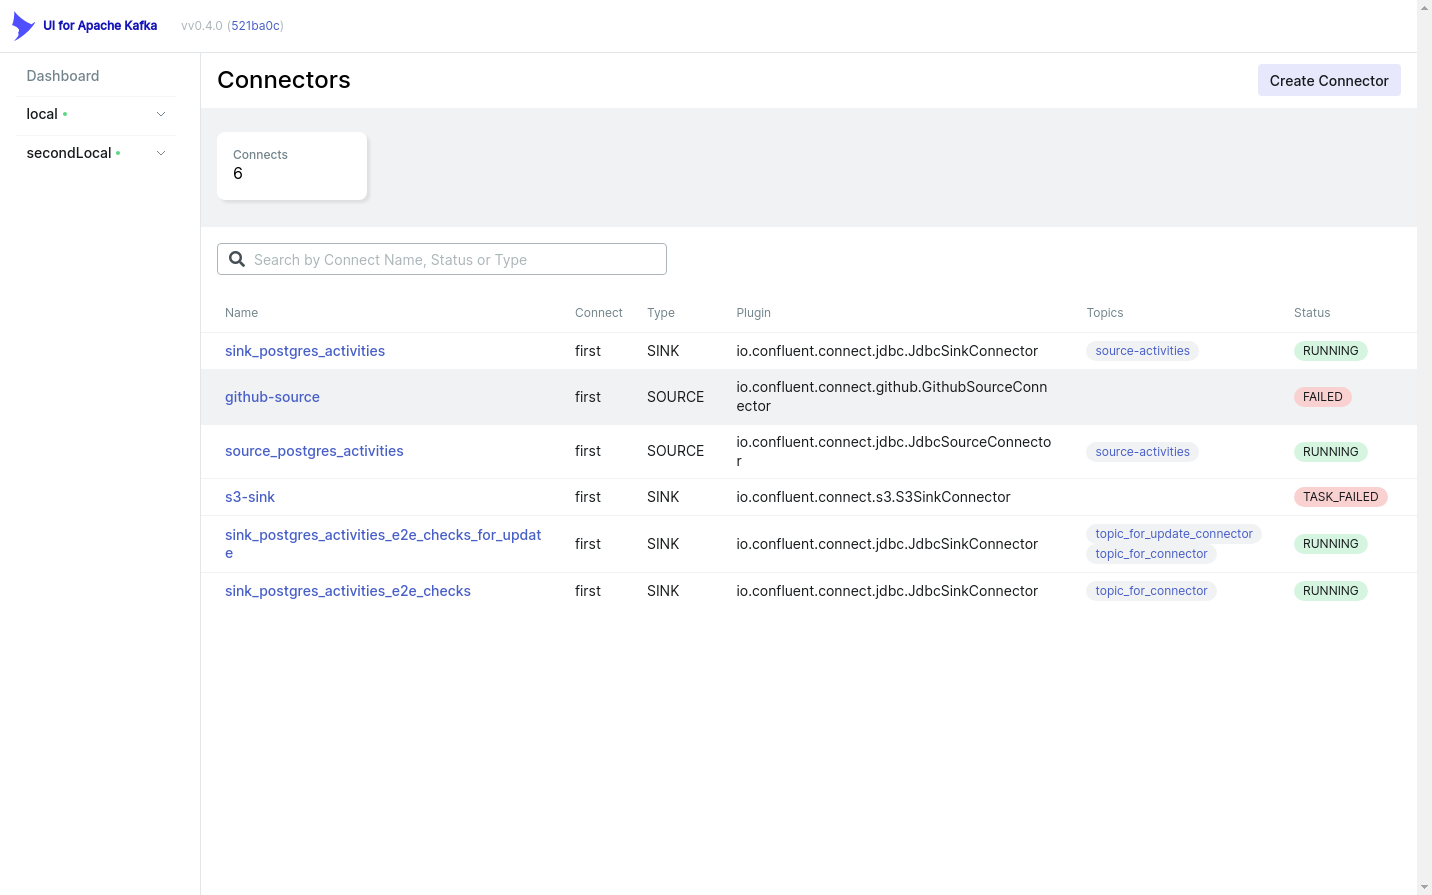 UI for Apache Kafka vv0.4.0 (521ba0c)
Dashboard
local
secondLocal
Connectors
Create Connector
Connects
6
Search by Connect Name, Status or Type
Name Connect Type Plugin Topics Status
sink_postgres_activities first SINK io.confluent.connect.jdbc.JdbcSinkConnector source-activities RUNNING
github-source first SOURCE io.confluent.connect.github.GithubSourceConn
ector FAILED
source_postgres_activities first SOURCE io.confluent.connect.jdbc.JdbcSourceConnecto
r source-activities RUNNING
s3-sink first SINK io.confluent.connect.s3.S3SinkConnector TASK_FAILED
sink_postgres_activities_e2e_checks_for_updat
e first SINK io.confluent.connect.jdbc.JdbcSinkConnector topic_for_update_connector
topic_for_connector RUNNING
sink_postgres_activities_e2e_checks first SINK io.confluent.connect.jdbc.JdbcSinkConnector topic_for_connector RUNNING